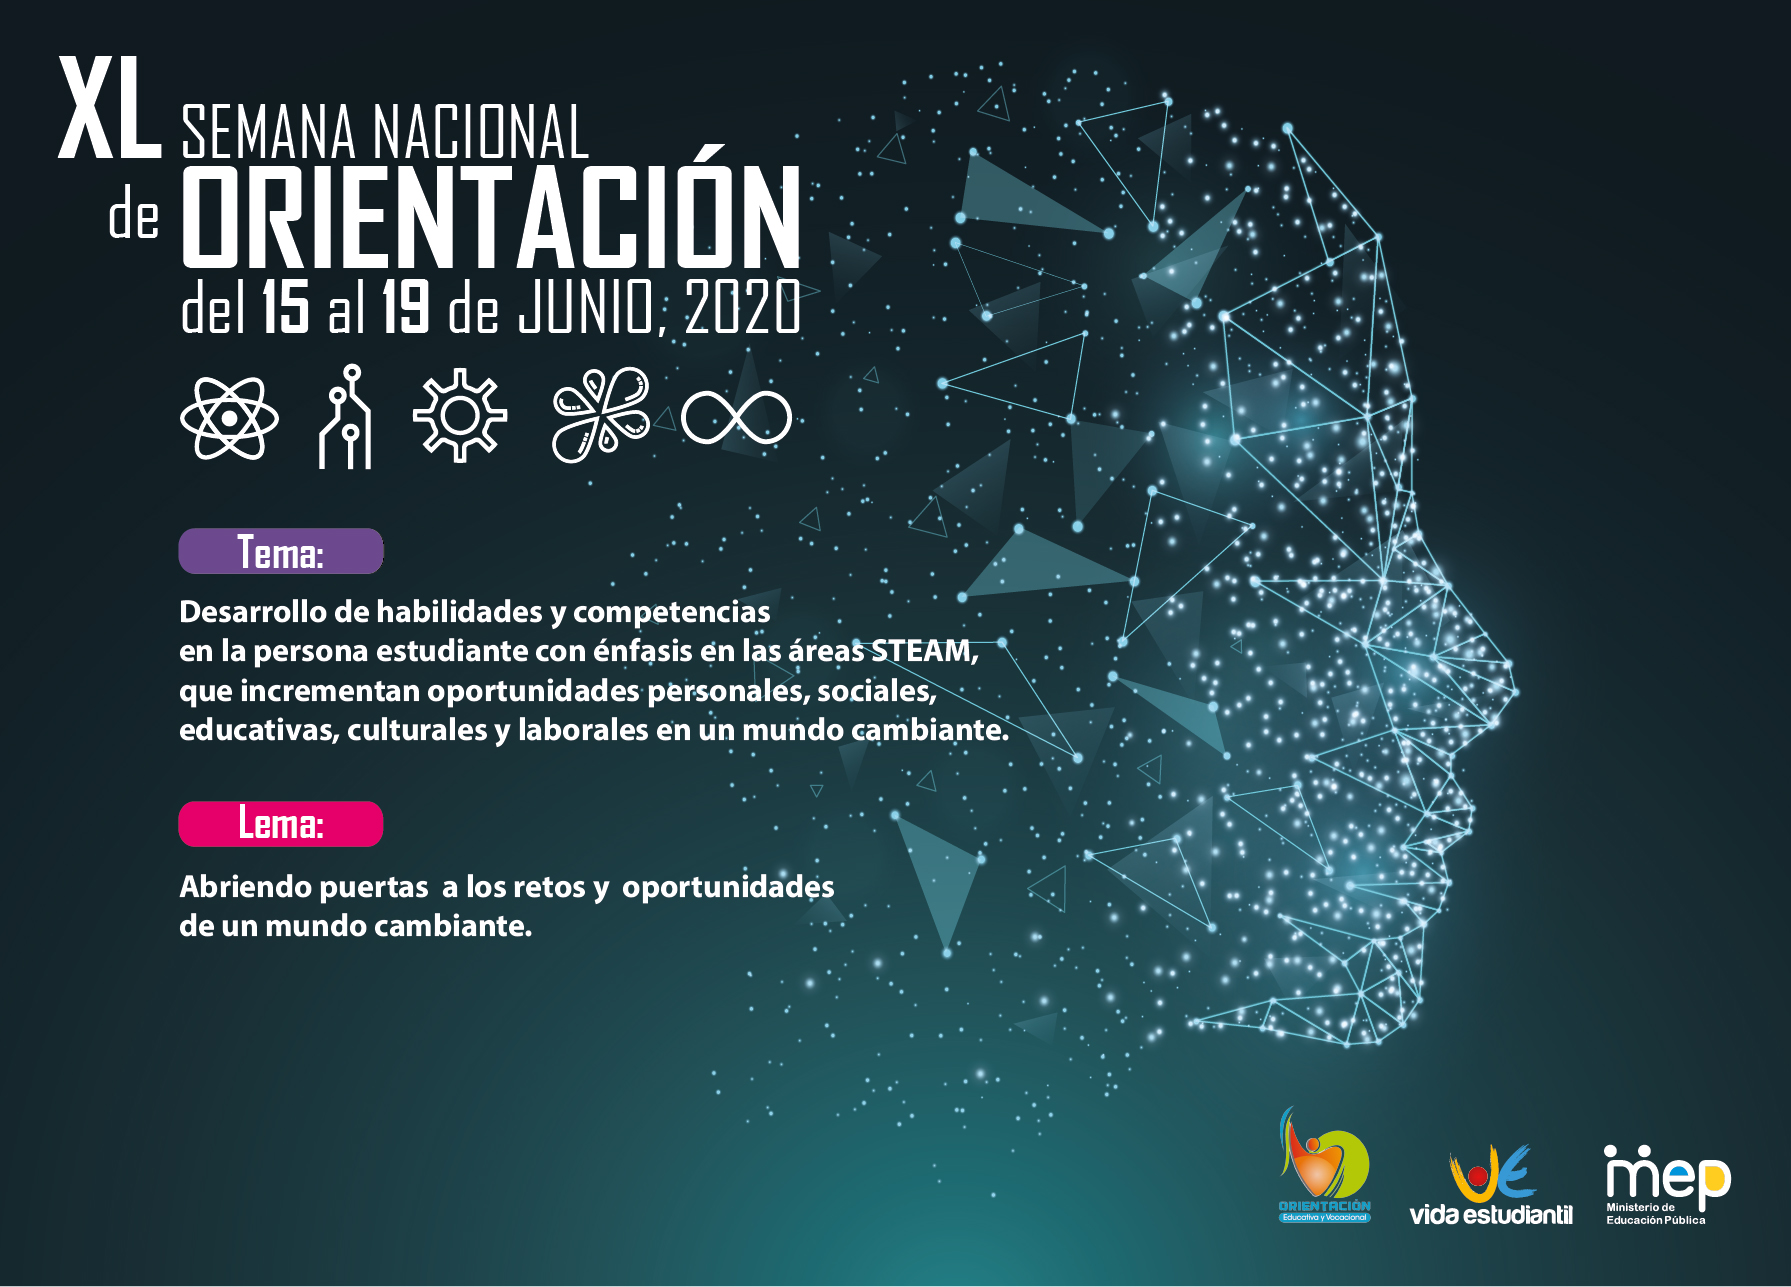 XL SEMANA NACIONAL
de ORIENTACIÓN
del 15 al 19 de JUNIO, 2020
Tema:
Desarrollo de habilidades y competencias
en la persona estudiante con énfasis en las áreas STEAM,
que incrementan oportunidades personales, sociales,
educativas, culturales y laborales en un mundo cambiante.
Lema:
Abriendo puertas a los retos y oportunidades
de un mundo cambiante.
ORIENTACIÓN
Educativa y Vocacional
VE
vida estudiantil
mep
Ministerio de
Educación Pública